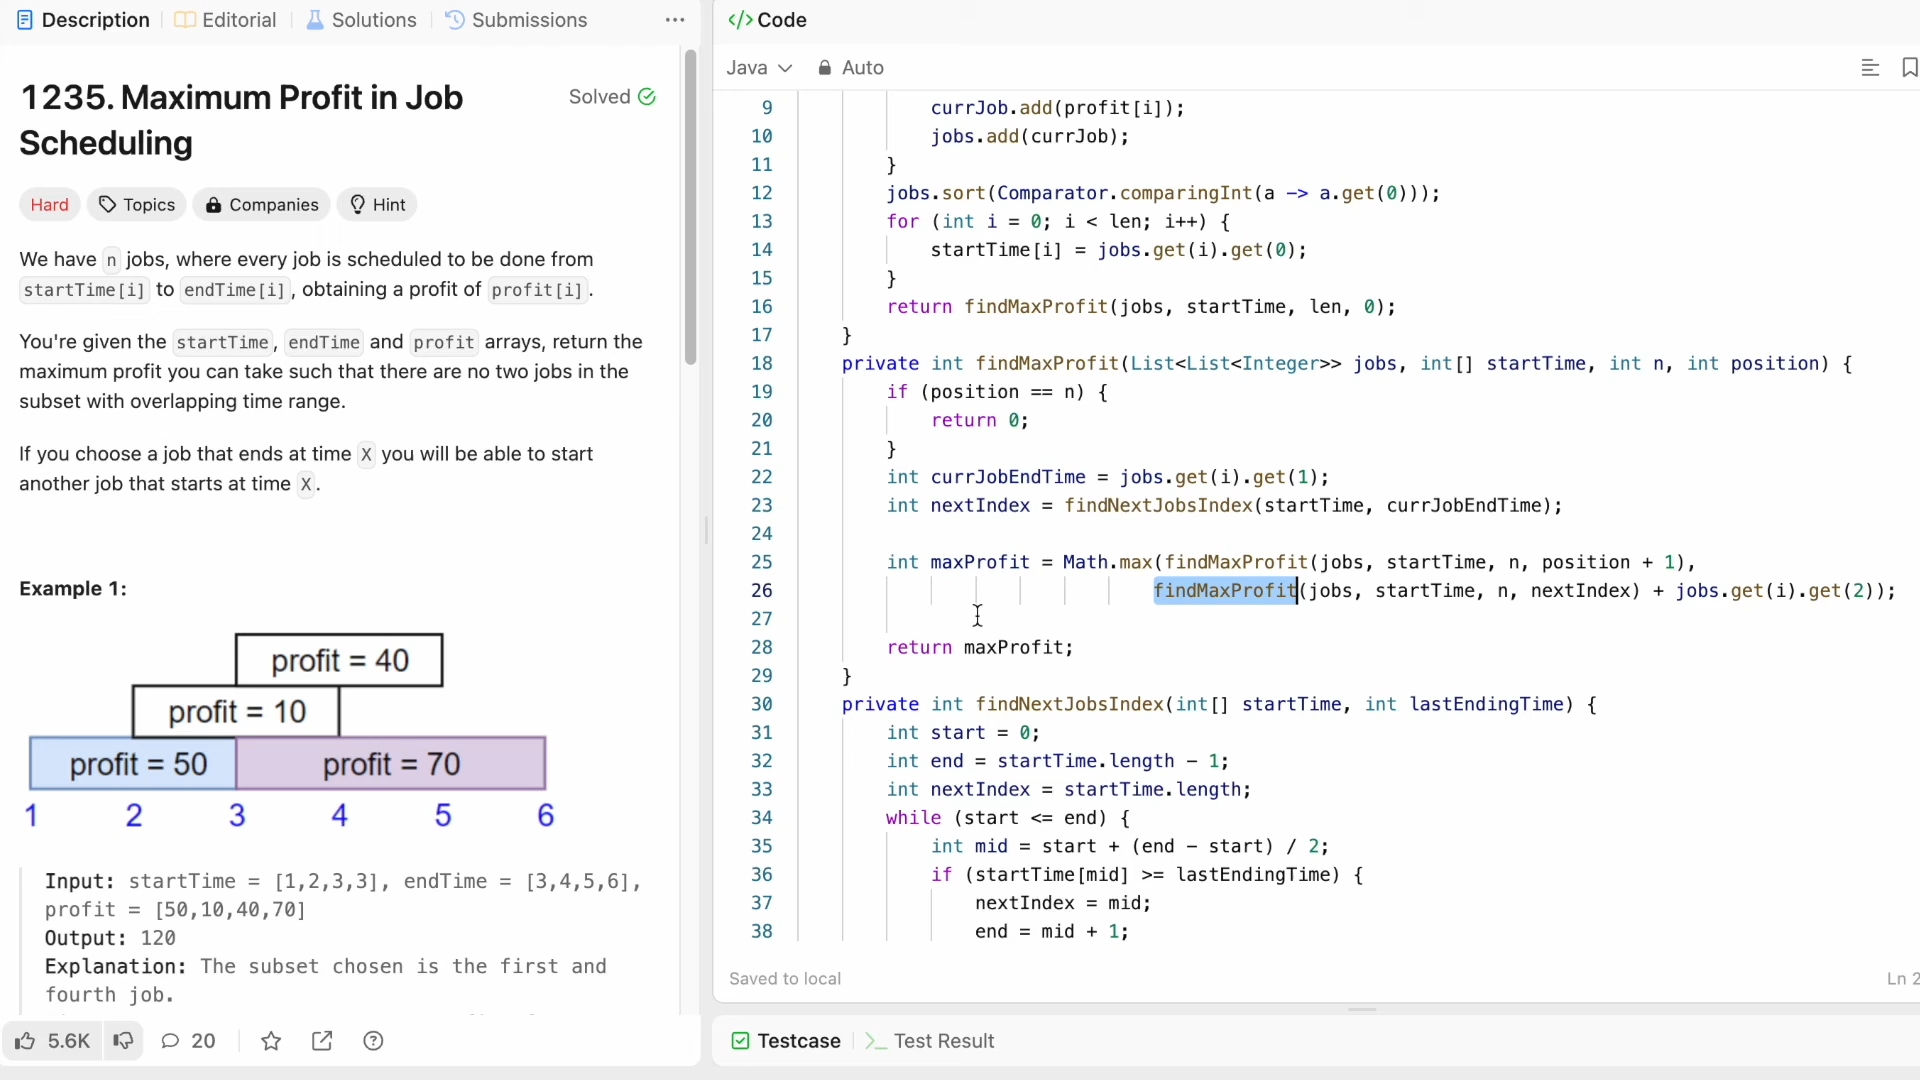 Description Editorial Solutions Submissions
1235. Maximum Profit in Job
Scheduling
Solved
Hard Topics Companies Hint
We have n jobs, where every job is scheduled to be done from
startTime[i] to endTime[i], obtaining a profit of profit[i].
You're given the startTime, endTime and profit arrays, return the
maximum profit you can take such that there are no two jobs in the
subset with overlapping time range.
If you choose a job that ends at time X you will be able to start
another job that starts at time X.
Example 1:
profit = 40
profit = 10
profit = 50 profit = 70
1 2 3 4 5 6
Input: startTime = [1,2,3,3], endTime = [3,4,5,6],
profit = [50,10,40,70]
Output: 120
Explanation: The subset chosen is the first and
fourth job.
5.6K 20
</> Code
Java Auto
9 currJob.add(profit[i]);
10 jobs.add(currJob);
11 }
12 jobs.sort(Comparator.comparingInt(a -> a.get(0)));
13 for (int i = 0; i < len; i++) {
14 startTime[i] = jobs.get(i).get(0);
15 }
16 return findMaxProfit(jobs, startTime, len, 0);
17 }
18 private int findMaxProfit(List<List<Integer>> jobs, int[] startTime, int n, int position) {
19 if (position == n) {
20 return 0;
21 }
22 int currJobEndTime = jobs.get(i).get(1);
23 int nextIndex = findNextJobsIndex(startTime, currJobEndTime);
24
25 int maxProfit = Math.max(findMaxProfit(jobs, startTime, n, position + 1),
26 findMaxProfit(jobs, startTime, n, nextIndex) + jobs.get(i).get(2));
27
28 return maxProfit;
29 }
30 private int findNextJobsIndex(int[] startTime, int lastEndingTime) {
31 int start = 0;
32 int end = startTime.length - 1;
33 int nextIndex = startTime.length;
34 while (start <= end) {
35 int mid = start + (end - start) / 2;
36 if (startTime[mid] >= lastEndingTime) {
37 nextIndex = mid;
38 end = mid + 1;
Saved to local
Ln 2
Testcase Test Result